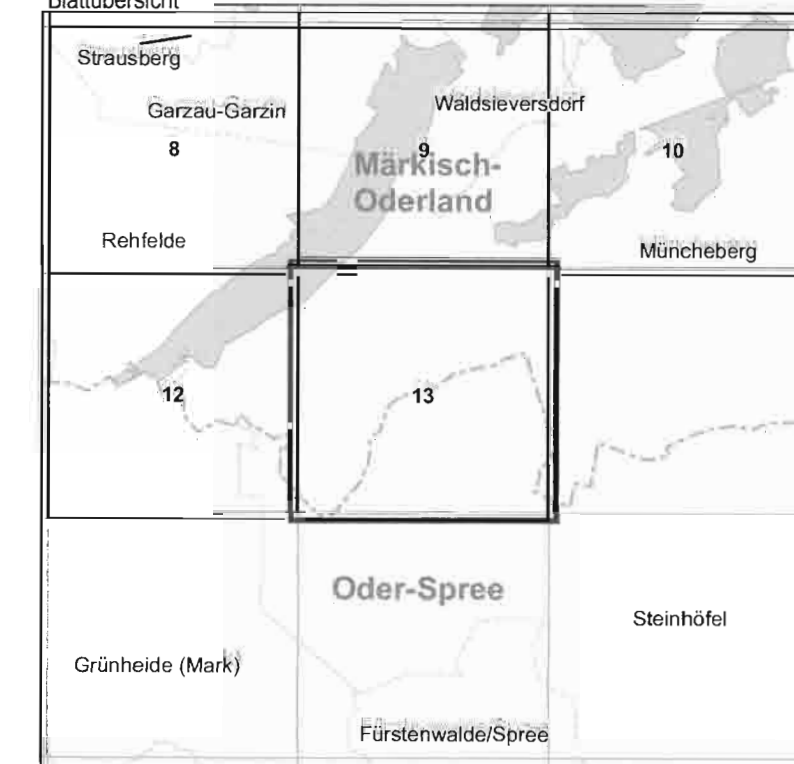 Blattübersicht
Strausberg
Garzau-Garzin
Waldsieversdorf
8
9
10
Märkisch-
Oderland
Rehfelde
Müncheberg
12
13
Oder-Spree
Steinhöfel
Grünheide (Mark)
Fürstenwalde/Spree